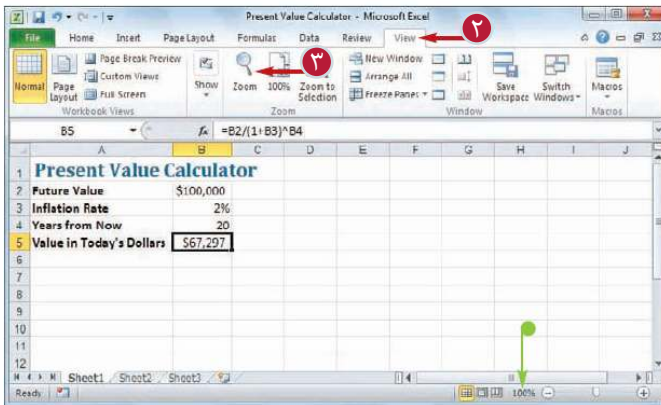 Present Value Calculator - Microsoft Excel
File Home Insert Page Layout Formulas Data Review View
۲
۳
Normal Page Layout Page Break Preview Custom Views Full Screen Show Zoom 100% Zoom to Selection New Window Arrange All Freeze Panes Save Workspace Switch Windows Macros
Workbook Views Zoom Window Macros
B5 fx =B2/(1+B3)^B4
A B C D E F G H I J
1 Present Value Calculator
2 Future Value $100,000
3 Inflation Rate 2%
4 Years from Now 20
5 Value in Today's Dollars $67,297
6
7
8
9
10
11
12
Sheet1 Sheet2 Sheet3
Ready 100%